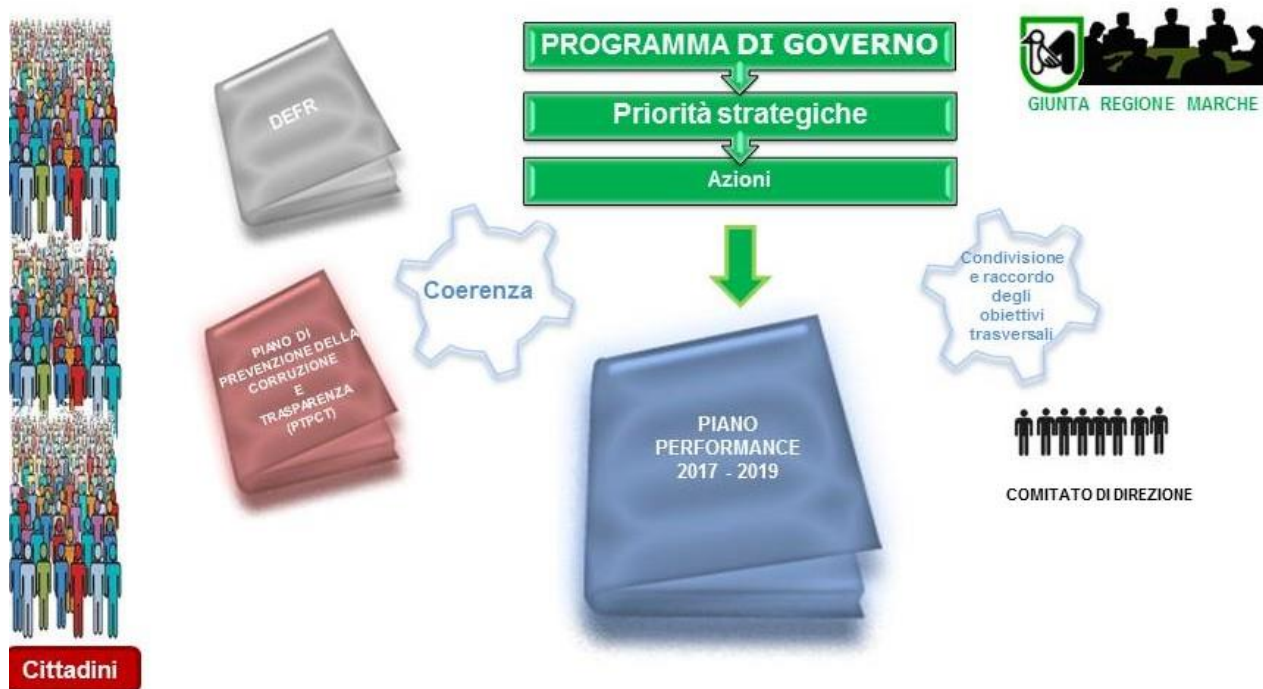 PROGRAMMA DI GOVERNO
Priorità strategiche
Azioni
GIUNTA REGIONE MARCHE
DEFR
Coerenza
Condivisione
e raccordo
degli
obiettivi
trasversali
PIANO DI
PREVENZIONE DELLA
CORRUZIONE
E
TRASPARENZA
(PTPCT)
PIANO
PERFORMANCE
2017 - 2019
COMITATO DI DIREZIONE
Cittadini